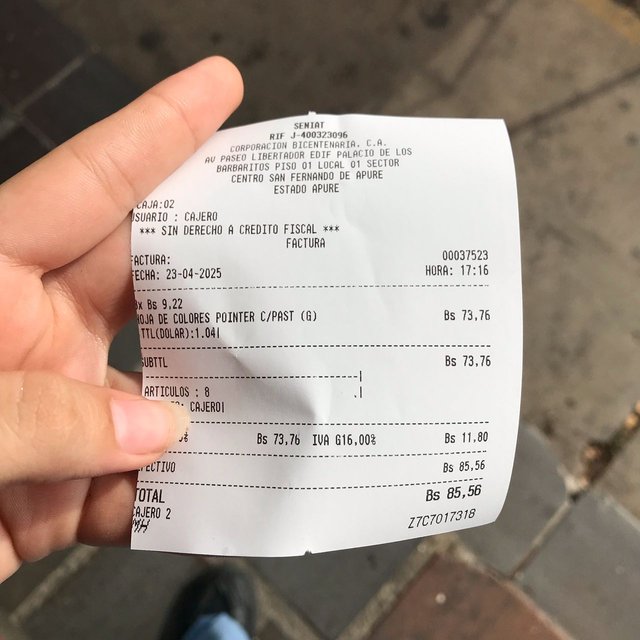 SENIAT
RIF J-400323096
CORPORACION BICENTENARIA, C.A.
AV PASEO LIBERTADOR EDIF PALACIO DE LOS
BARBARITOS PISO 01 LOCAL 01 SECTOR
CENTRO SAN FERNANDO DE APURE
ESTADO APURE
CAJA:02
USUARIO : CAJERO
*** SIN DERECHO A CREDITO FISCAL ***
FACTURA
FACTURA: 00037523
FECHA: 23-04-2025 HORA: 17:16
8x Bs 9,22
HOJA DE COLORES POINTER C/PAST (G) Bs 73,76
TTL(DOLAR):1.04|
SUBTTL Bs 73,76
ARTICULOS : 8
CAJERO|
Bs 73,76 IVA G16,00% Bs 11,80
EFECTIVO Bs 85,56
TOTAL Bs 85,56
CAJERO 2
MH Z7C7017318